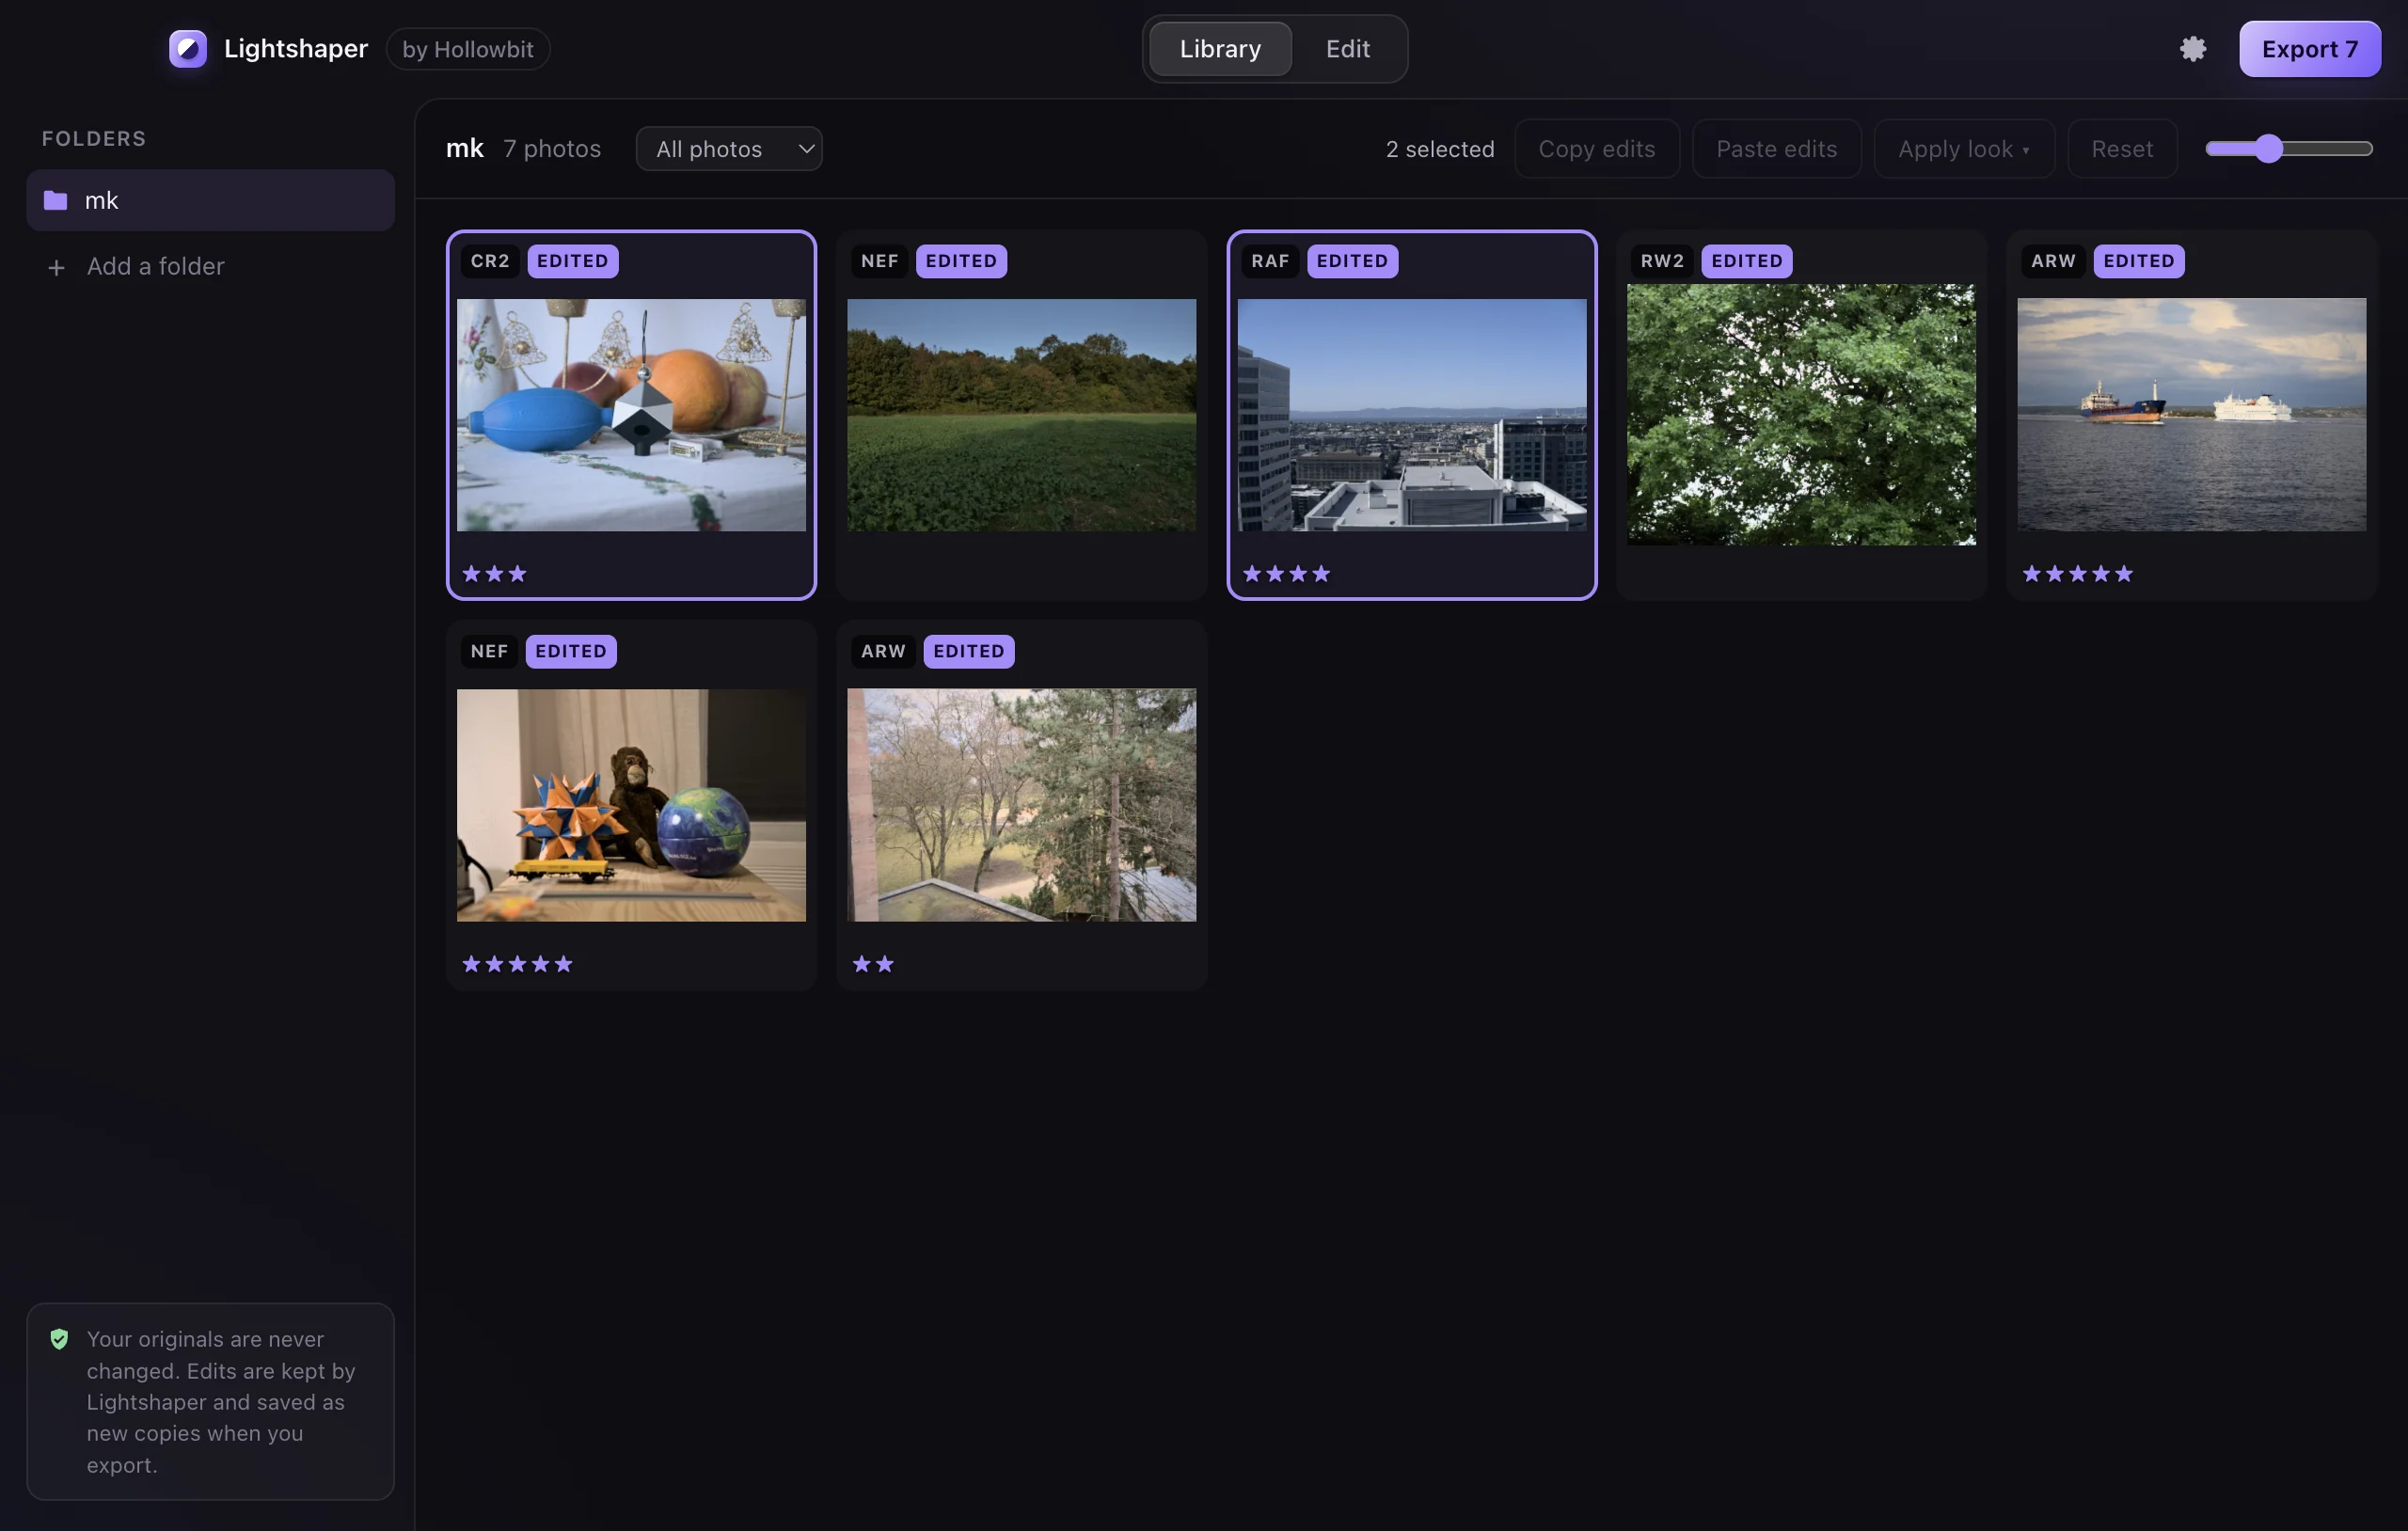 Lightshaper
by Hollowbit
Library
Edit
Export 7
FOLDERS
mk
Add a folder
mk
7 photos
All photos
2 selected
Copy edits
Paste edits
Apply look
Reset
CR2
EDITED
NEF
EDITED
RAF
EDITED
RW2
EDITED
ARW
EDITED
NEF
EDITED
ARW
EDITED
Your originals are never
changed. Edits are kept by
Lightshaper and saved as
new copies when you
export.